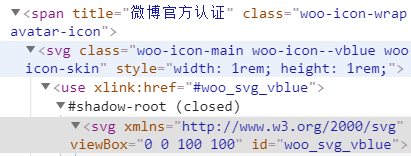 ▼<span title="微博官方认证" class="woo-icon-wrap
avatar-icon">
▼<svg class="woo-icon-main woo-icon--vblue woo-
icon-skin" style="width: 1rem; height: 1rem;">
▼<use xlink:href="#woo_svg_vblue">
▼#shadow-root (closed)
▼<svg xmlns="http://www.w3.org/2000/svg"
viewBox="0 0 100 100" id="woo_svg_vblue">